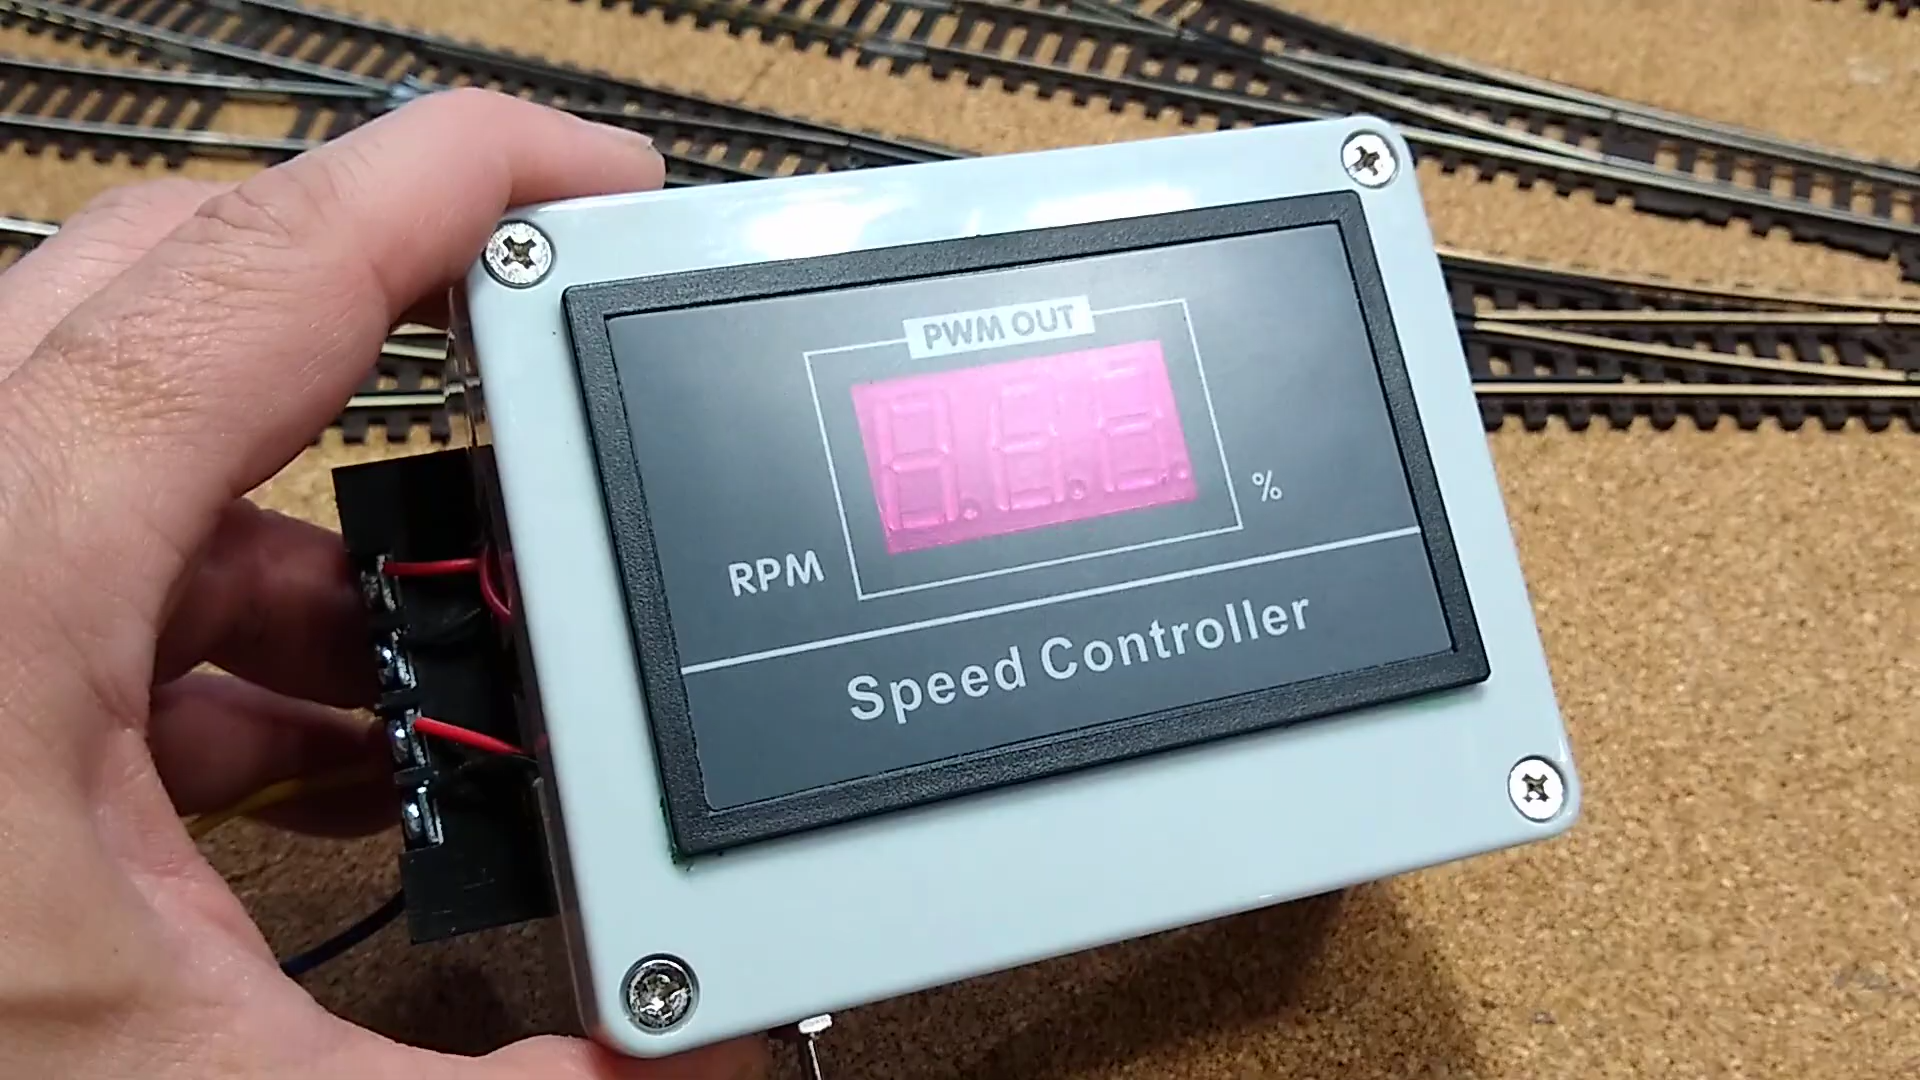 PWM OUT
%
RPM
Speed Controller